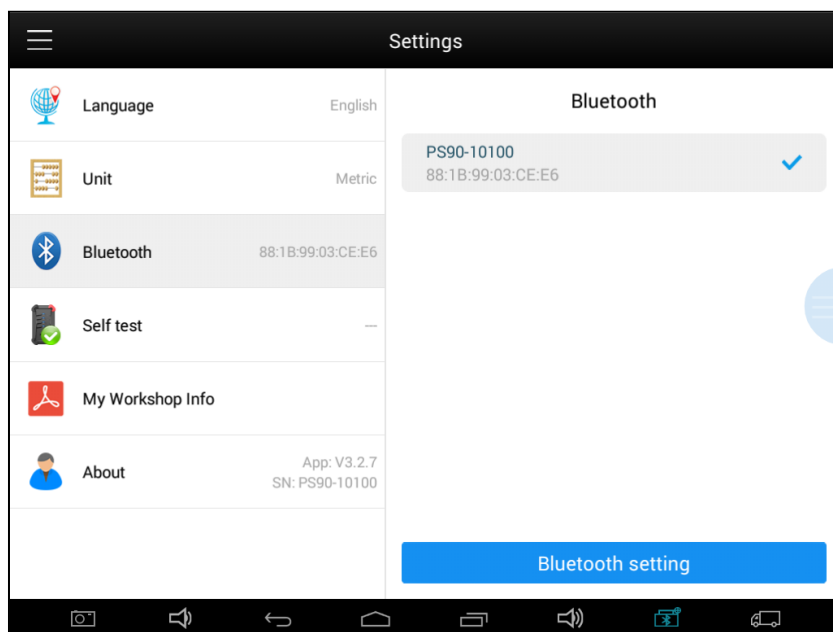 Settings
Language
English
Unit
Metric
Bluetooth
88:1B:99:03:CE:E6
Self test
---
My Workshop Info
About
App: V3.2.7
SN: PS90-10100
Bluetooth
PS90-10100
88:1B:99:03:CE:E6
Bluetooth setting